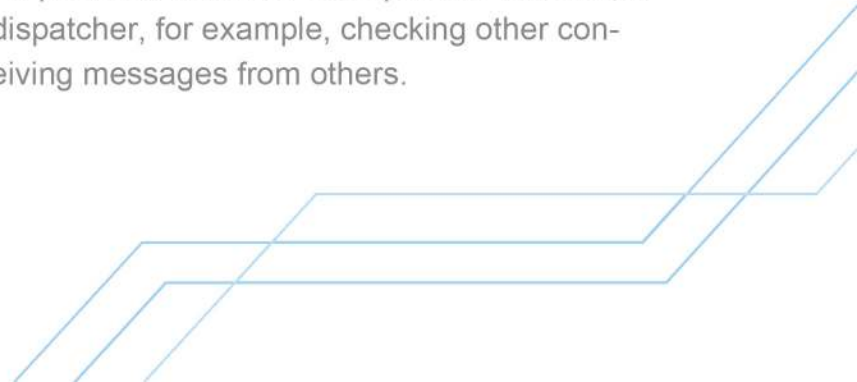 dispatcher, for example, checking other con-
eiving messages from others.